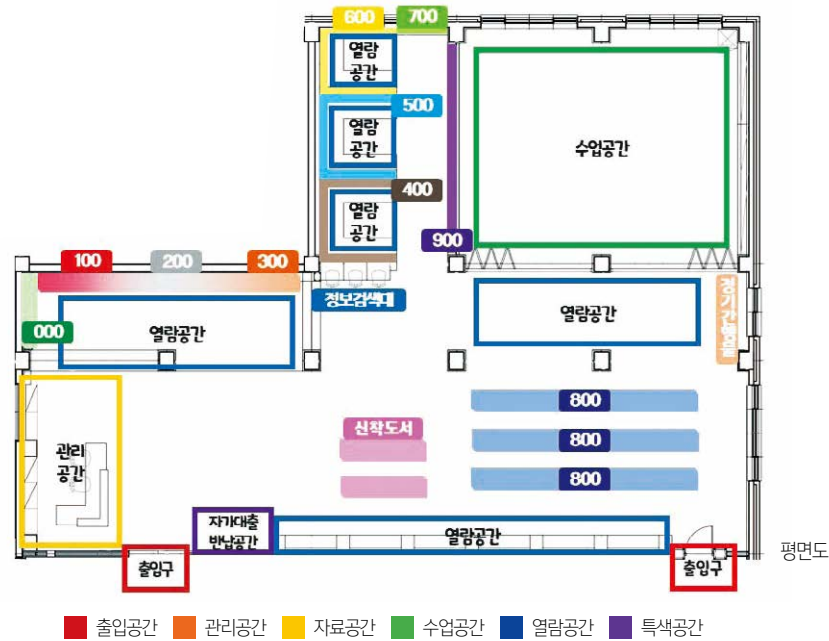 600
700
열람
공간
500
열람
공간
수업공간
400
열람
공간
900
100
200
300
정보검색대
정기간행물
000
열람공간
열람공간
800
신착도서
800
관리
공간
800
자가대출
반납공간
열람공간
출입구
출입구
평면도
출입공간
관리공간
자료공간
수업공간
열람공간
특색공간